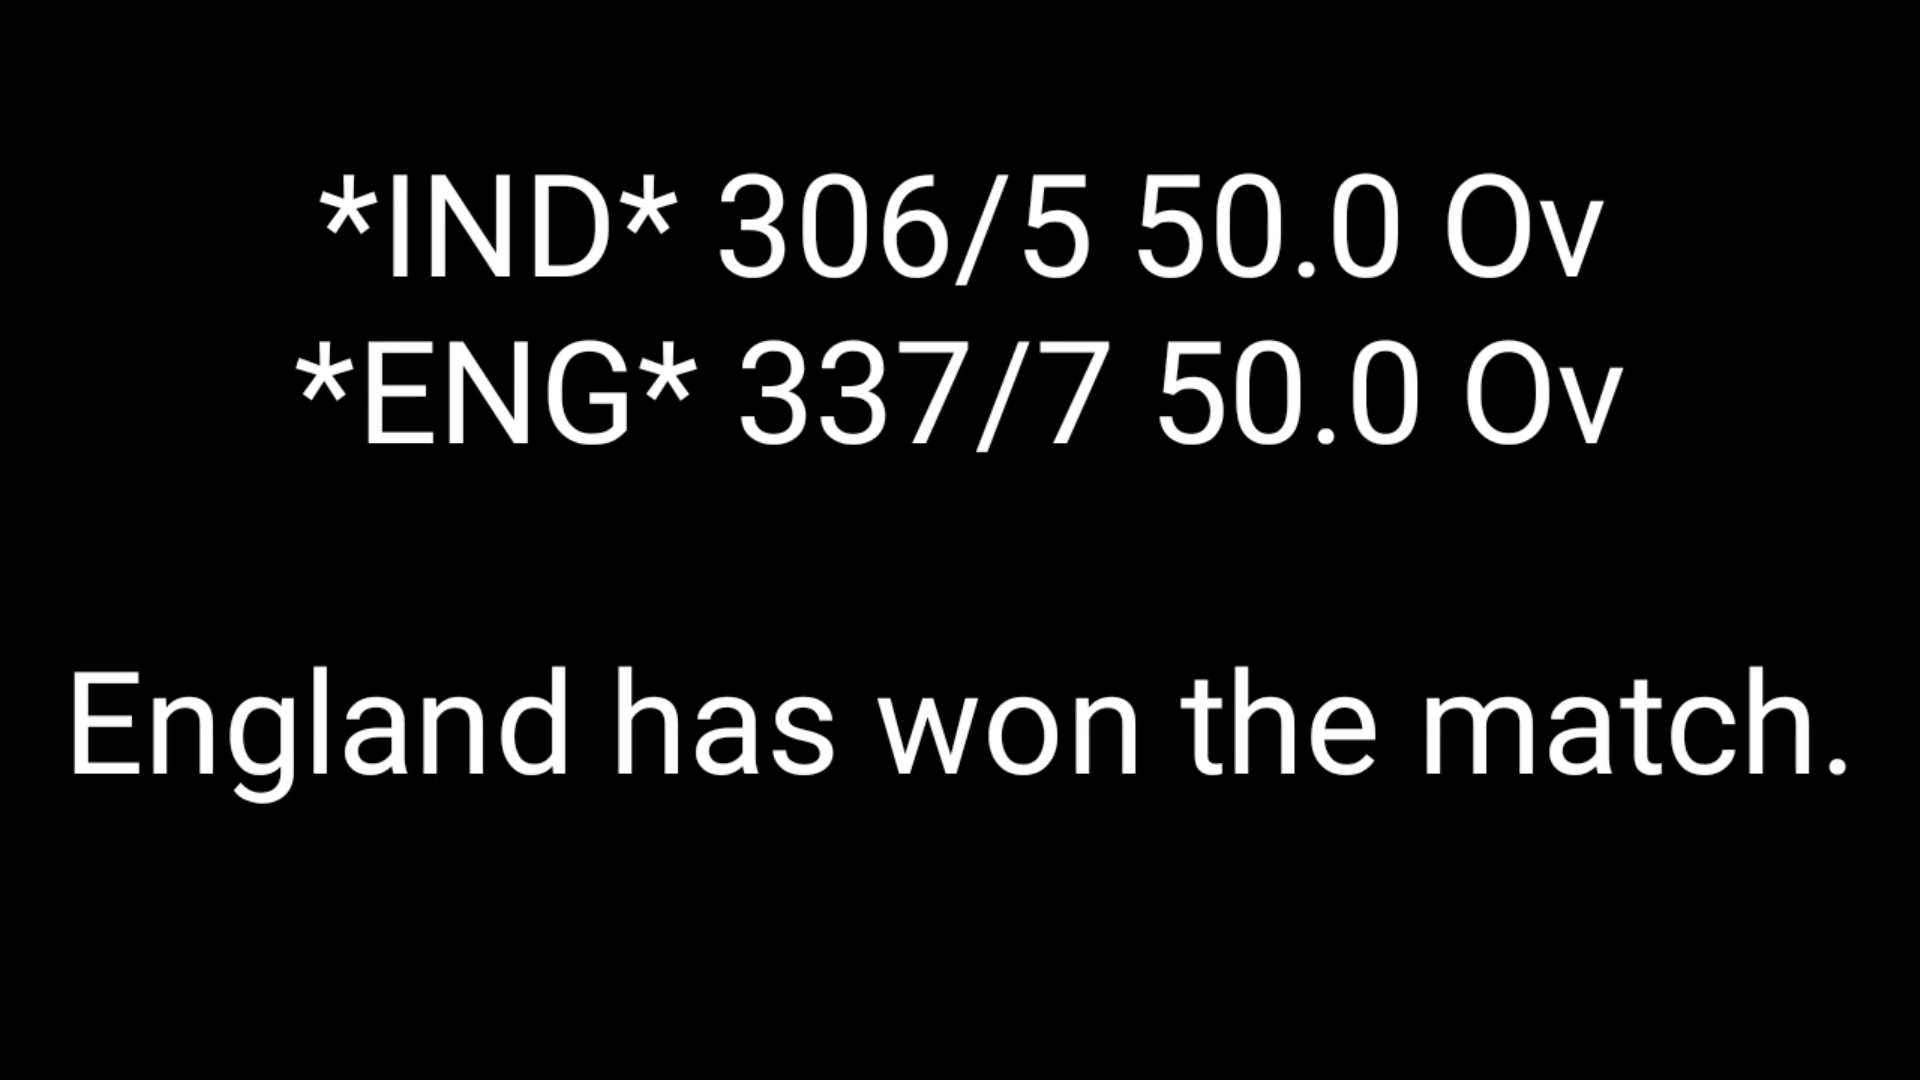 *IND* 306/5 50.0 Ov
*ENG* 337/7 50.0 Ov
England has won the match.